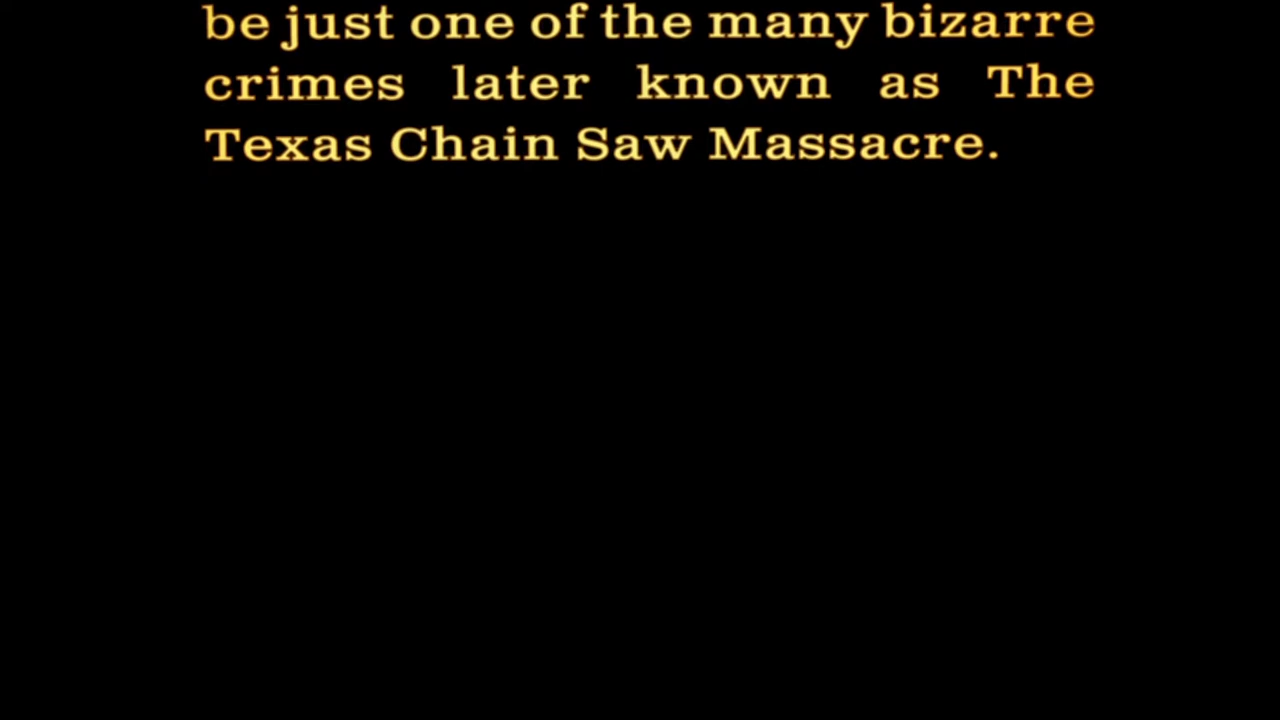 be just one of the many bizarre
crimes later known as The
Texas Chain Saw Massacre.